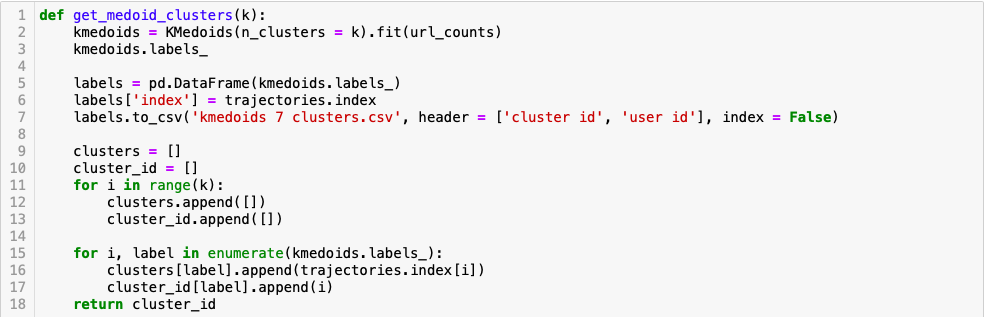 1 def get_medoid_clusters(k):
2     kmedoids = KMedoids(n_clusters = k).fit(url_counts)
3     kmedoids.labels_
4
5     labels = pd.DataFrame(kmedoids.labels_)
6     labels['index'] = trajectories.index
7     labels.to_csv('kmedoids 7 clusters.csv', header = ['cluster id', 'user id'], index = False)
8
9     clusters = []
10     cluster_id = []
11     for i in range(k):
12         clusters.append([])
13         cluster_id.append([])
14
15     for i, label in enumerate(kmedoids.labels_):
16         clusters[label].append(trajectories.index[i])
17         cluster_id[label].append(i)
18     return cluster_id